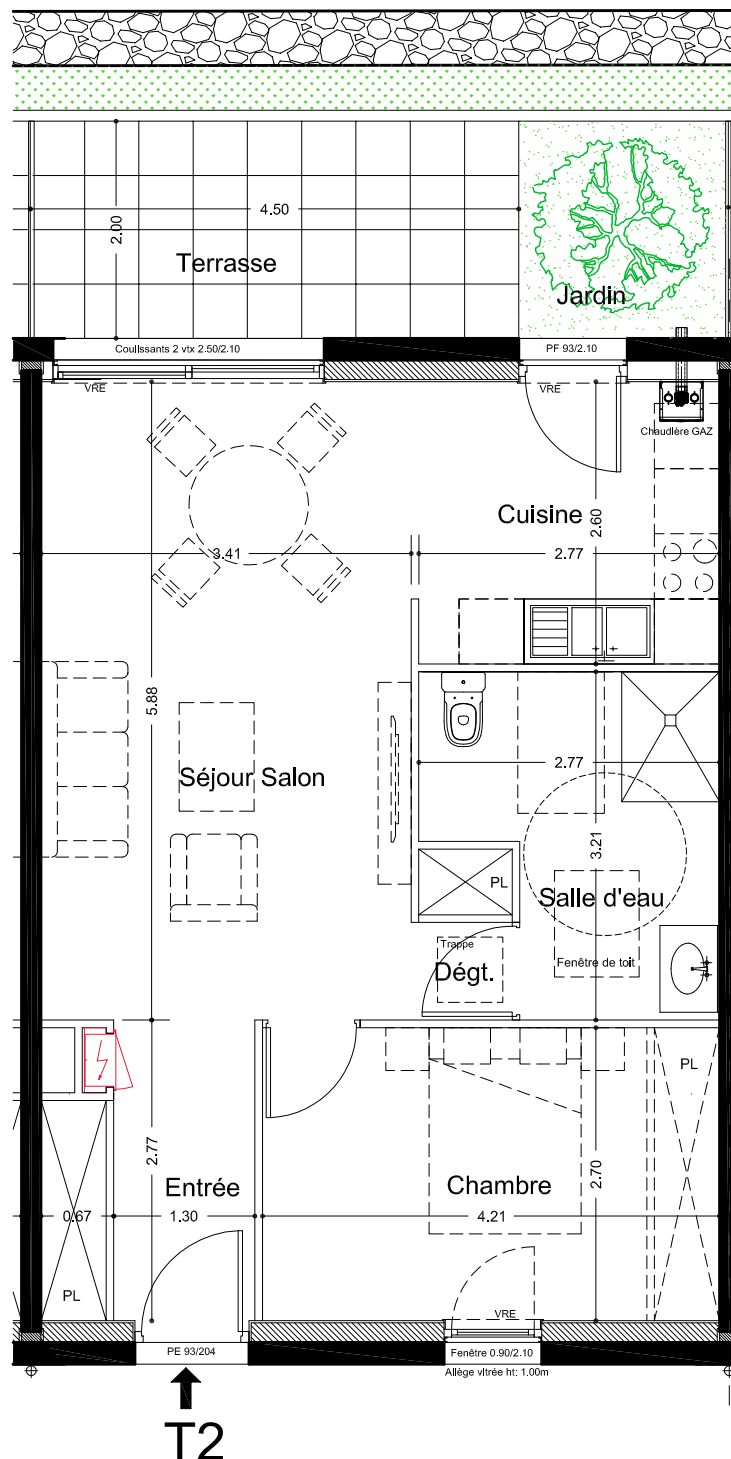 4.50
2.00
Terrasse
Jardin
Coulissants 2 vtx 2.50/2.10
PF 93/2.10
VRE
VRE
Chaudière GAZ
Cuisine
2.60
3.41
2.77
5.88
2.77
Séjour Salon
3.21
PL
Salle d'eau
Trappe
Dégt.
Fenêtre de toit
PL
2.77
Entrée
Chambre
2.70
0.67
1.30
4.21
PL
VRE
PE 93/204
Fenêtre 0.90/2.10
Allège vitrée ht: 1.00m
T2